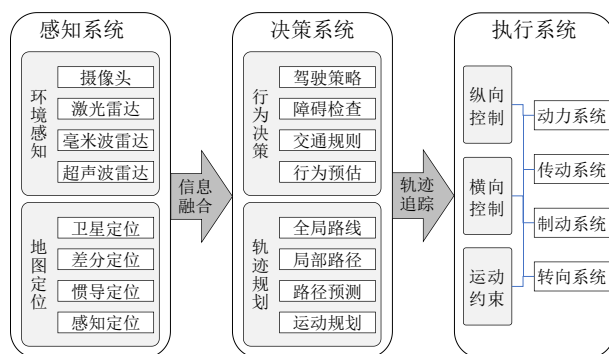 感知系统
环境感知
摄像头
激光雷达
毫米波雷达
超声波雷达
地图定位
卫星定位
差分定位
惯导定位
感知定位
信息
融合
决策系统
行为决策
驾驶策略
障碍检查
交通规则
行为预估
轨迹规划
全局路线
局部路径
路径预测
运动规划
轨迹
追踪
执行系统
纵向
控制
横向
控制
运动
约束
动力系统
传动系统
制动系统
转向系统